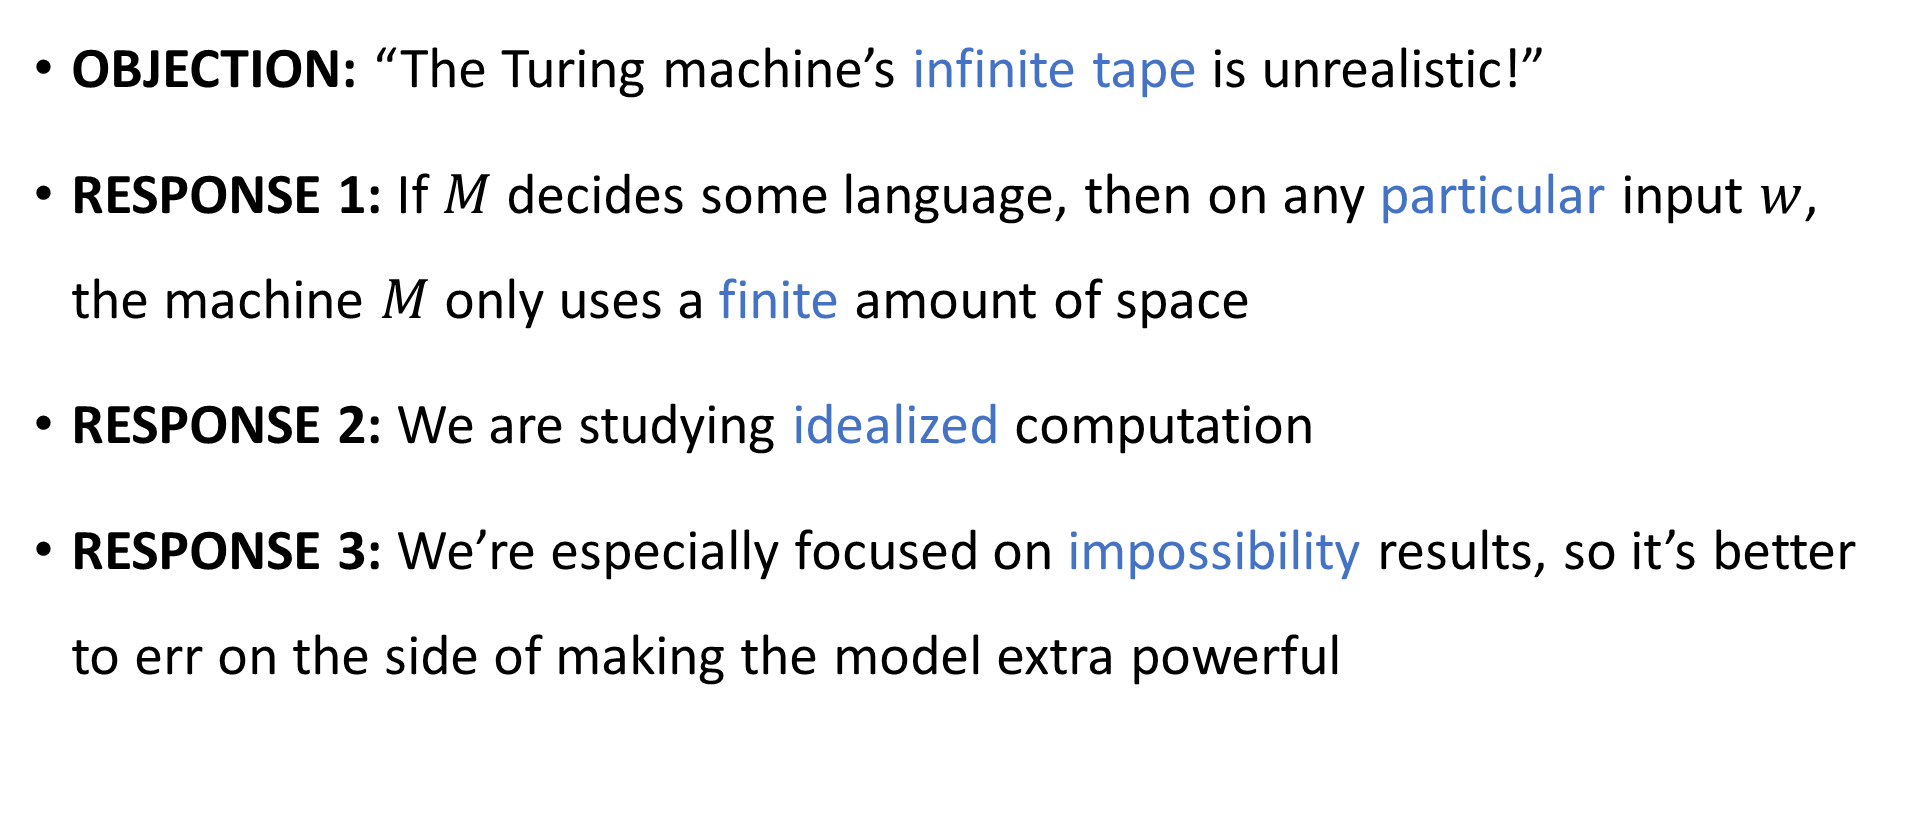 • OBJECTION: “The Turing machine’s infinite tape is unrealistic!”
• RESPONSE 1: If 𝑀 decides some language, then on any particular input 𝑤,
the machine 𝑀 only uses a finite amount of space
• RESPONSE 2: We are studying idealized computation
• RESPONSE 3: We’re especially focused on impossibility results, so it’s better
to err on the side of making the model extra powerful